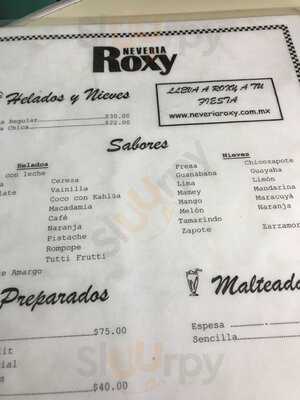 NEVERIA
ROXY
Helados y Nieves
Regular $30.00
Chica $22.00
LLEVA A ROXY A TU
FIESTA
www.neveriaroxy.com.mx
Sabores
Helados
con leche
Cereza
Vainilla
Coco con Kahlúa
Macadamia
Café
Naranja
Pistache
Rompope
Tutti Frutti
Amargo
Nieves
Fresa
Guanabana
Lima
Mamey
Mango
Melón
Tamarindo
Zapote
Chicozapote
Guayaba
Limón
Mandarina
Maracuyá
Naranja
Zarzamor
Preparados
$75.00
$40.00
Malteado
Espesa
Sencilla
Sluurpy